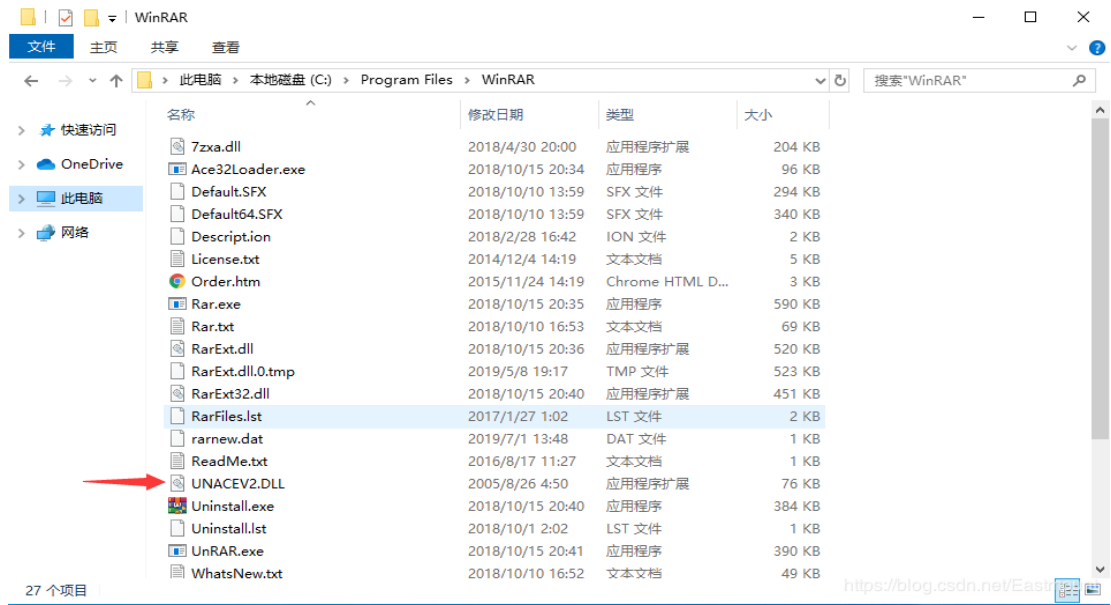 WinRAR
文件 主页 共享 查看
此电脑 > 本地磁盘 (C:) > Program Files > WinRAR 搜索"WinRAR"
名称 修改日期 类型 大小
快速访问
OneDrive
此电脑
网络
7zxa.dll 2018/4/30 20:00 应用程序扩展 204 KB
Ace32Loader.exe 2018/10/15 20:34 应用程序 96 KB
Default.SFX 2018/10/10 13:59 SFX 文件 294 KB
Default64.SFX 2018/10/10 13:59 SFX 文件 340 KB
Descript.ion 2018/2/28 16:42 ION 文件 2 KB
License.txt 2014/12/4 14:19 文本文档 5 KB
Order.htm 2015/11/24 14:19 Chrome HTML D... 3 KB
Rar.exe 2018/10/15 20:35 应用程序 590 KB
Rar.txt 2018/10/10 16:53 文本文档 69 KB
RarExt.dll 2018/10/15 20:36 应用程序扩展 520 KB
RarExt.dll.0.tmp 2019/5/8 19:17 TMP 文件 523 KB
RarExt32.dll 2018/10/15 20:40 应用程序扩展 451 KB
RarFiles.lst 2017/1/27 1:02 LST 文件 2 KB
rarnew.dat 2019/7/1 13:48 DAT 文件 1 KB
ReadMe.txt 2016/8/17 11:27 文本文档 1 KB
UNACEV2.DLL 2005/8/26 4:50 应用程序扩展 76 KB
Uninstall.exe 2018/10/15 20:40 应用程序 384 KB
Uninstall.lst 2018/10/1 2:02 LST 文件 1 KB
UnRAR.exe 2018/10/15 20:41 应用程序 390 KB
WhatsNew.txt 2018/10/10 16:52 文本文档 49 KB
27 个项目